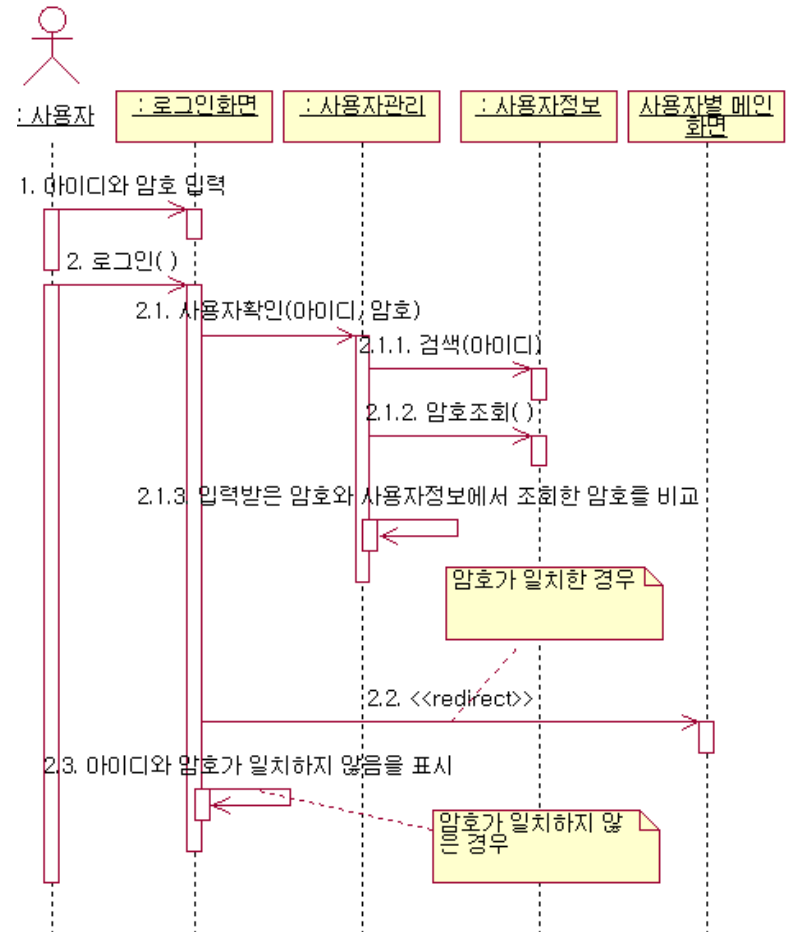 : 사용자
: 로그인화면
: 사용자관리
: 사용자정보
사용자별 메인
화면
1. 아이디와 암호 입력
2. 로그인( )
2.1. 사용자확인(아이디, 암호)
2.1.1. 검색(아이디)
2.1.2. 암호조회( )
2.1.3. 입력받은 암호와 사용자정보에서 조회한 암호를 비교
암호가 일치한 경우
2.2. <<redirect>>
2.3. 아이디와 암호가 일치하지 않음을 표시
암호가 일치하지 않
은 경우